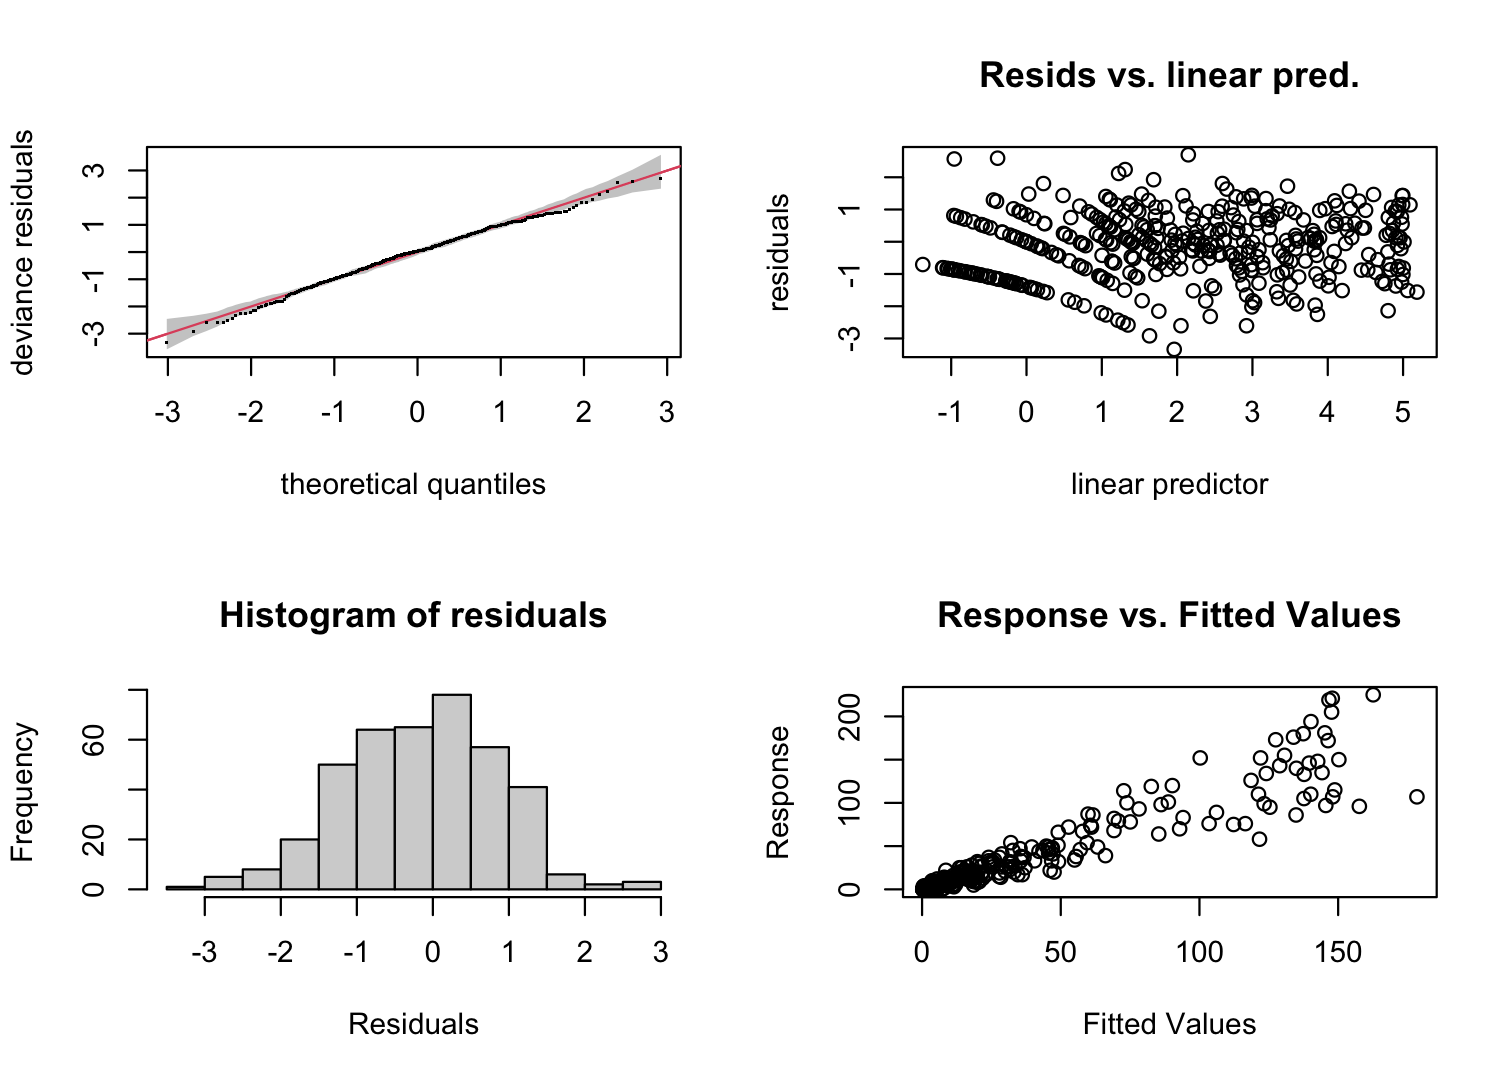 deviance residuals
3
1
-1
-3
-3 -2 -1 0 1 2 3
theoretical quantiles
Resids vs. linear pred.
residuals
1
-1
-3
-1 0 1 2 3 4 5
linear predictor
Histogram of residuals
Frequency
60
20
0
-3 -2 -1 0 1 2 3
Residuals
Response vs. Fitted Values
Response
200
100
0
0 50 100 150
Fitted Values